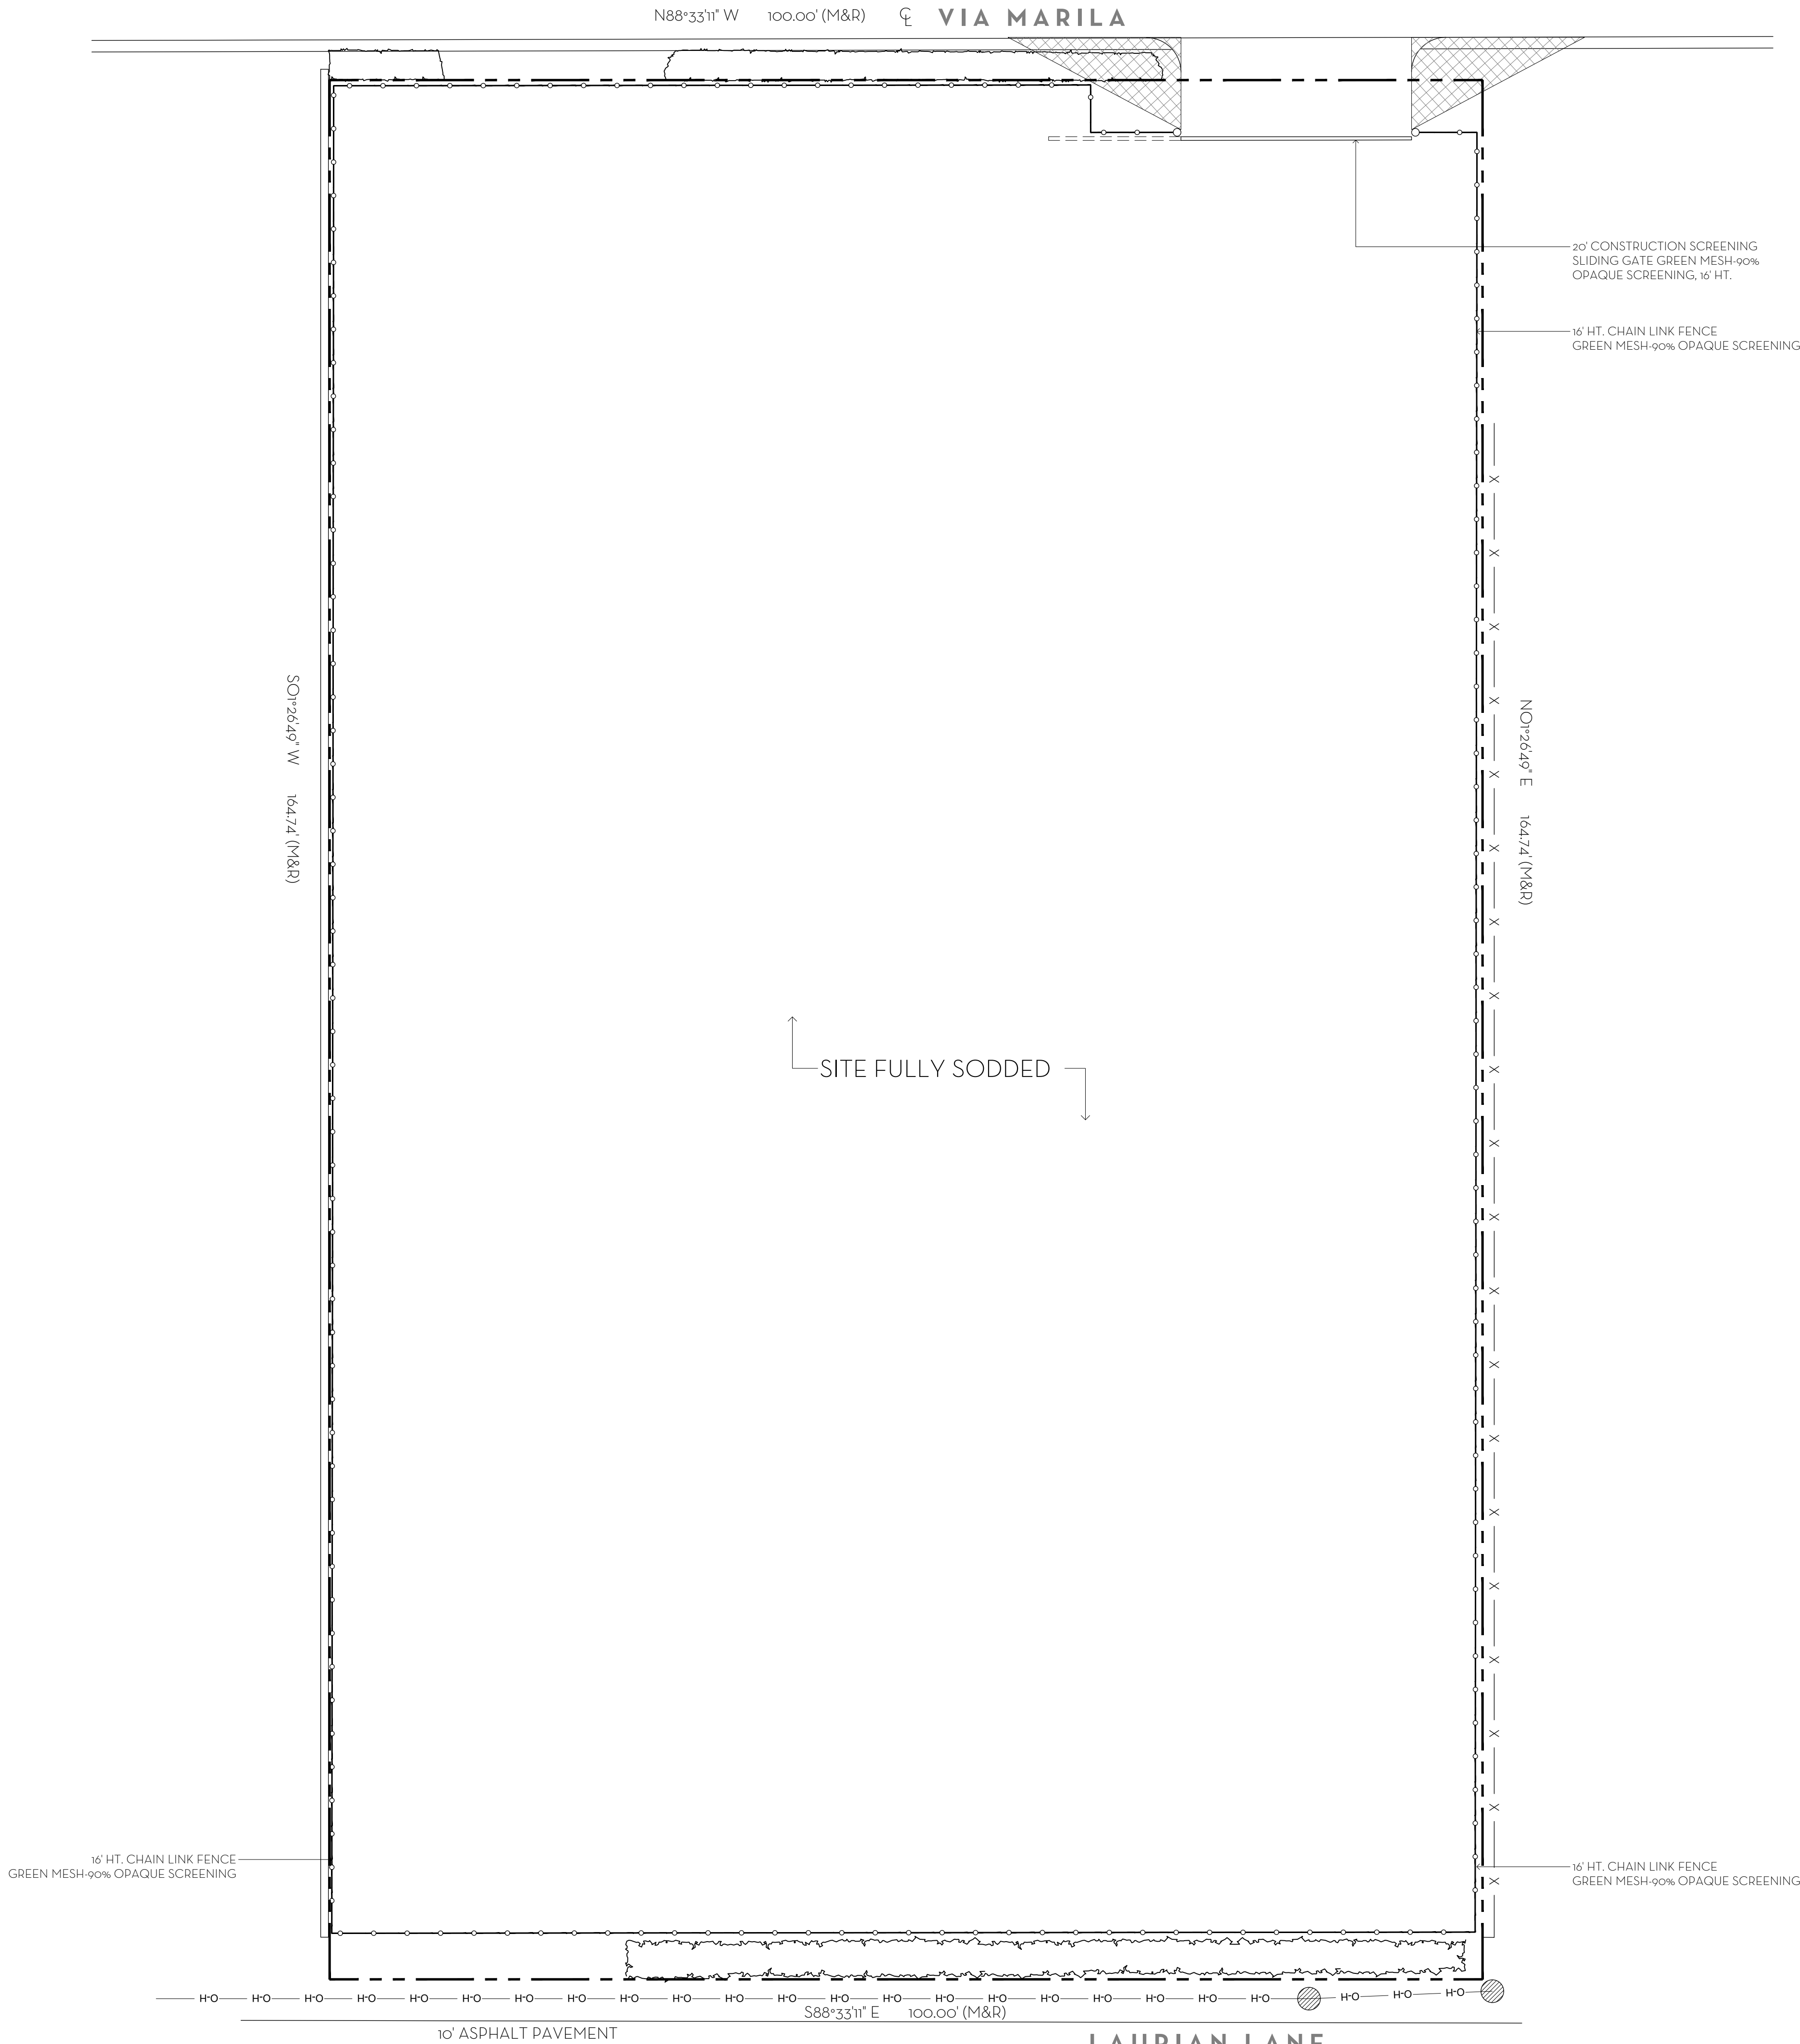 N88°33'11" W 100.00' (M&R) ℄ VIA MARILA
20' CONSTRUCTION SCREENING
SLIDING GATE GREEN MESH-90%
OPAQUE SCREENING, 16' HT.
16' HT. CHAIN LINK FENCE
GREEN MESH-90% OPAQUE SCREENING
S01°26'49" W 164.74' (M&R)
N01°26'49" E 164.74' (M&R)
X X X X X X X X X X X X X X X X X X X X
SITE FULLY SODDED
16' HT. CHAIN LINK FENCE
GREEN MESH-90% OPAQUE SCREENING
16' HT. CHAIN LINK FENCE
GREEN MESH-90% OPAQUE SCREENING
H-O H-O H-O H-O H-O H-O H-O H-O H-O H-O H-O H-O H-O H-O H-O H-O H-O H-O H-O H-O H-O H-O H-O H-O
S88°33'11" E 100.00' (M&R)
10' ASPHALT PAVEMENT
LAURIAN LANE